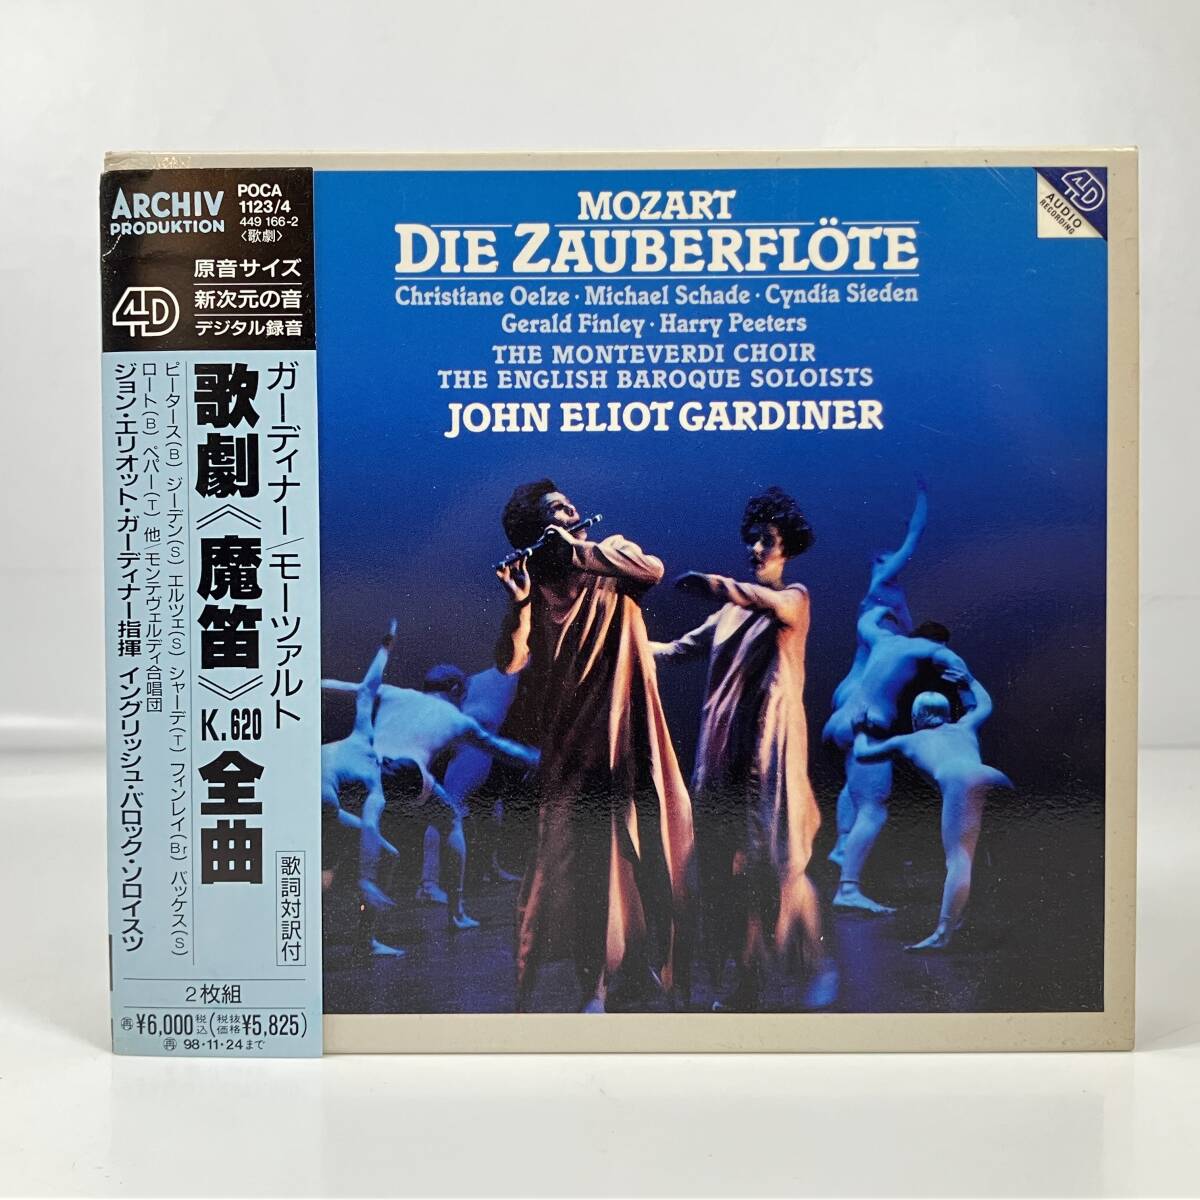 ARCHIV
PRODUKTION
POCA
1123/4
449 166-2
〈歌劇〉
4D
原音サイズ
新次元の音
デジタル録音
ガーディナー／モーツァルト
歌劇《魔笛》K.620 全曲
ピータース(B) ジーデン(S) エルツェ(S) シャーデ(T) フィンレイ(Br) バッケス(S)
ロート(B) ペパー(T) 他／モンテヴェルディ合唱団
ジョン・エリオット・ガーディナー指揮 イングリッシュ・バロック・ソロイスツ
歌詞対訳付
2枚組
再¥6,000税込(税抜価格¥5,825)
再98・11・24まで
MOZART
DIE ZAUBERFLÖTE
Christiane Oelze · Michael Schade · Cyndia Sieden
Gerald Finley · Harry Peeters
THE MONTEVERDI CHOIR
THE ENGLISH BAROQUE SOLOISTS
JOHN ELIOT GARDINER
4D
AUDIO
RECORDING